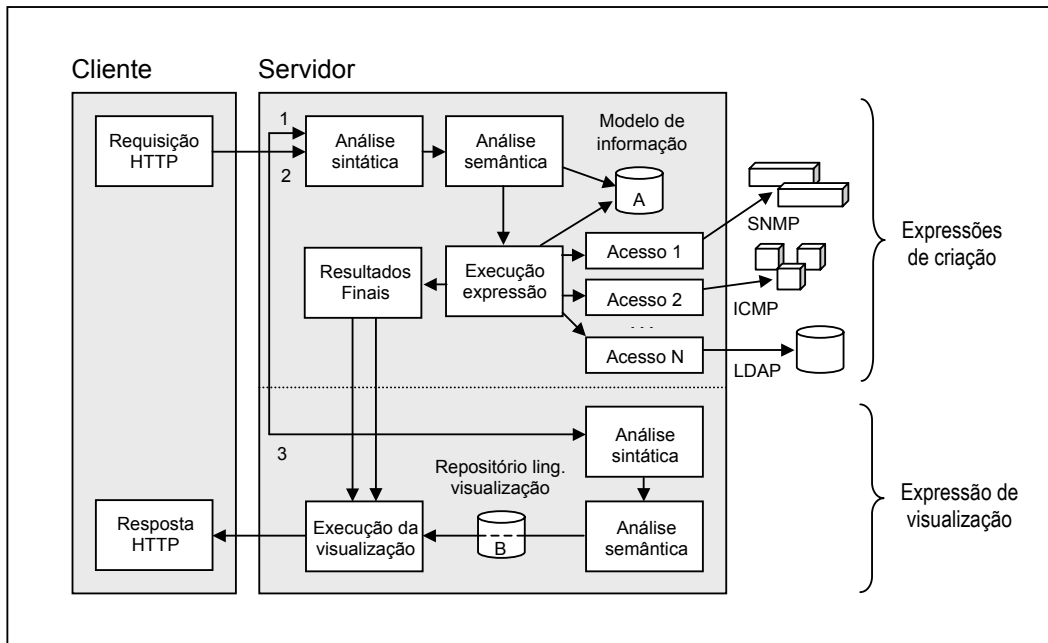 Cliente
Servidor
1
2
Requisição
HTTP
Análise
sintática
Análise
semântica
Modelo de
informação
A
SNMP
Resultados
Finais
Execução
expressão
Acesso 1
Acesso 2
. . .
Acesso N
ICMP
LDAP
Expressões
de criação
3
Análise
sintática
Repositório ling.
visualização
Resposta
HTTP
Execução da
visualização
B
Análise
semântica
Expressão de
visualização